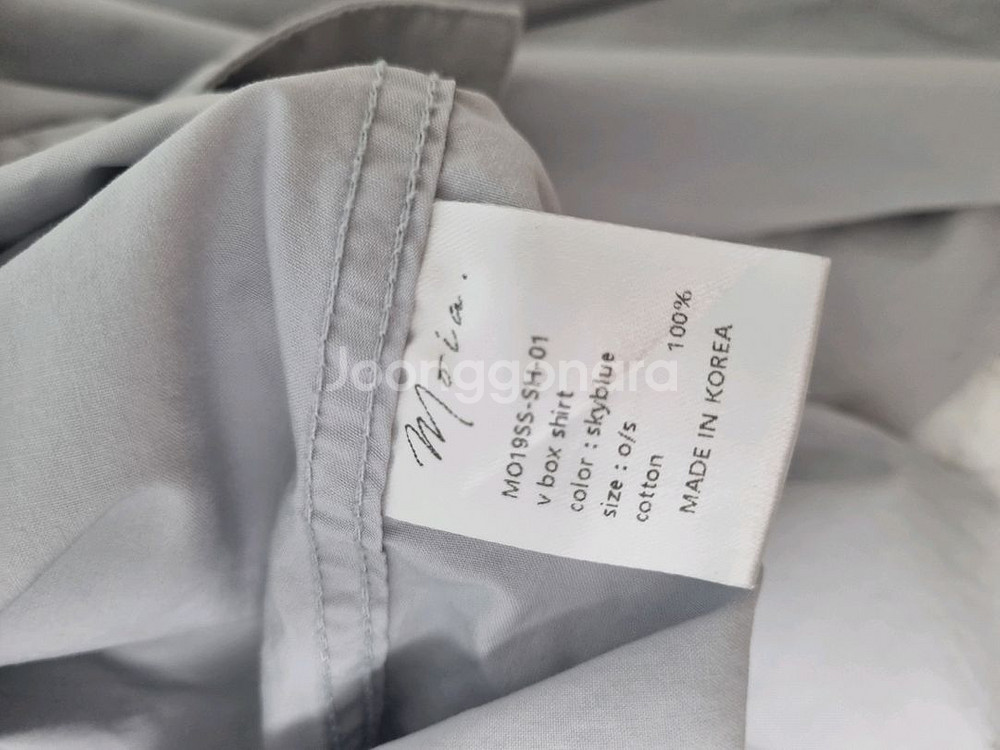 Moia.
MO19SS-SH-01
v box shirt
color : skyblue
size : o/s
cotton 100%
MADE IN KOREA
Joonggonara